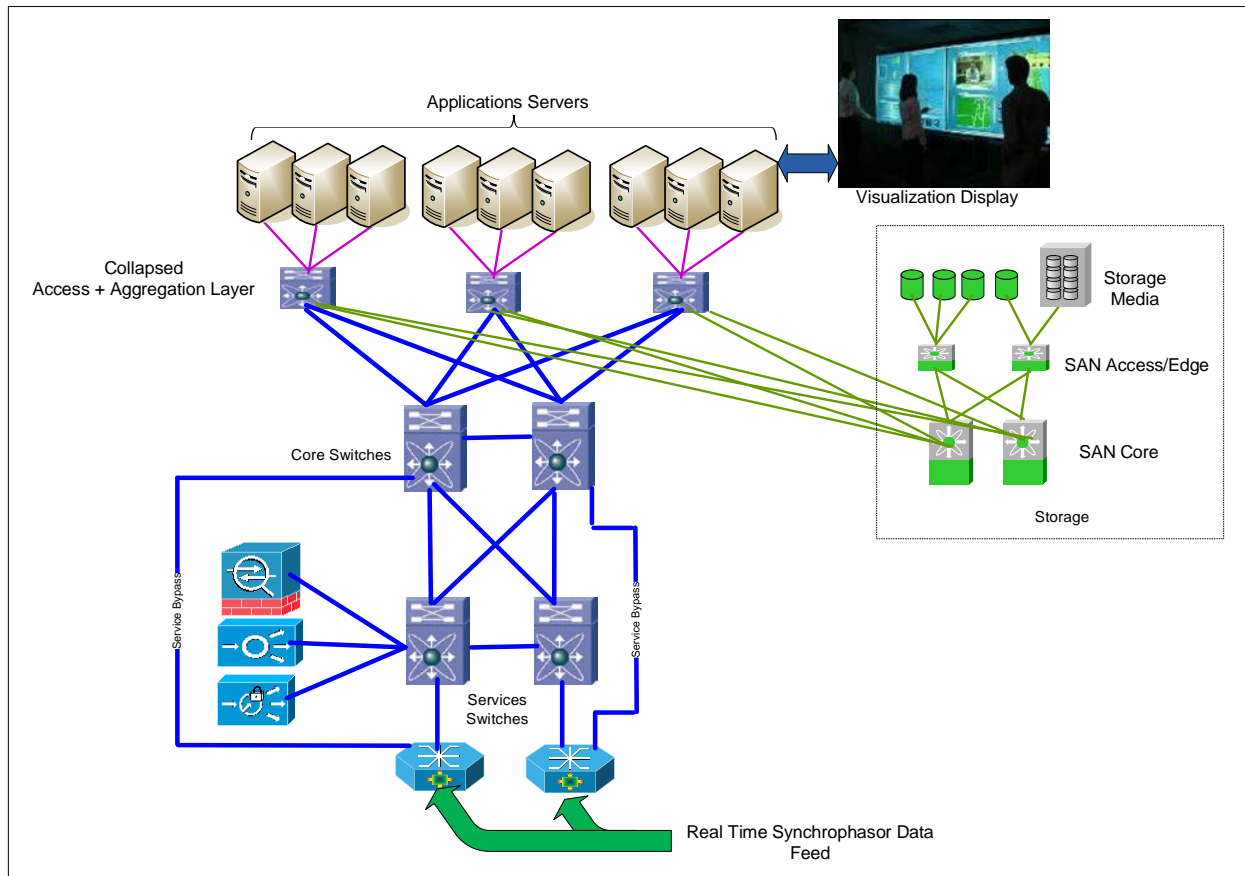 Applications Servers
Visualization Display
Collapsed
Access + Aggregation Layer
Storage
Media
SAN Access/Edge
Core Switches
SAN Core
Storage
Service Bypass
Service Bypass
Services
Switches
Real Time Synchrophasor Data
Feed